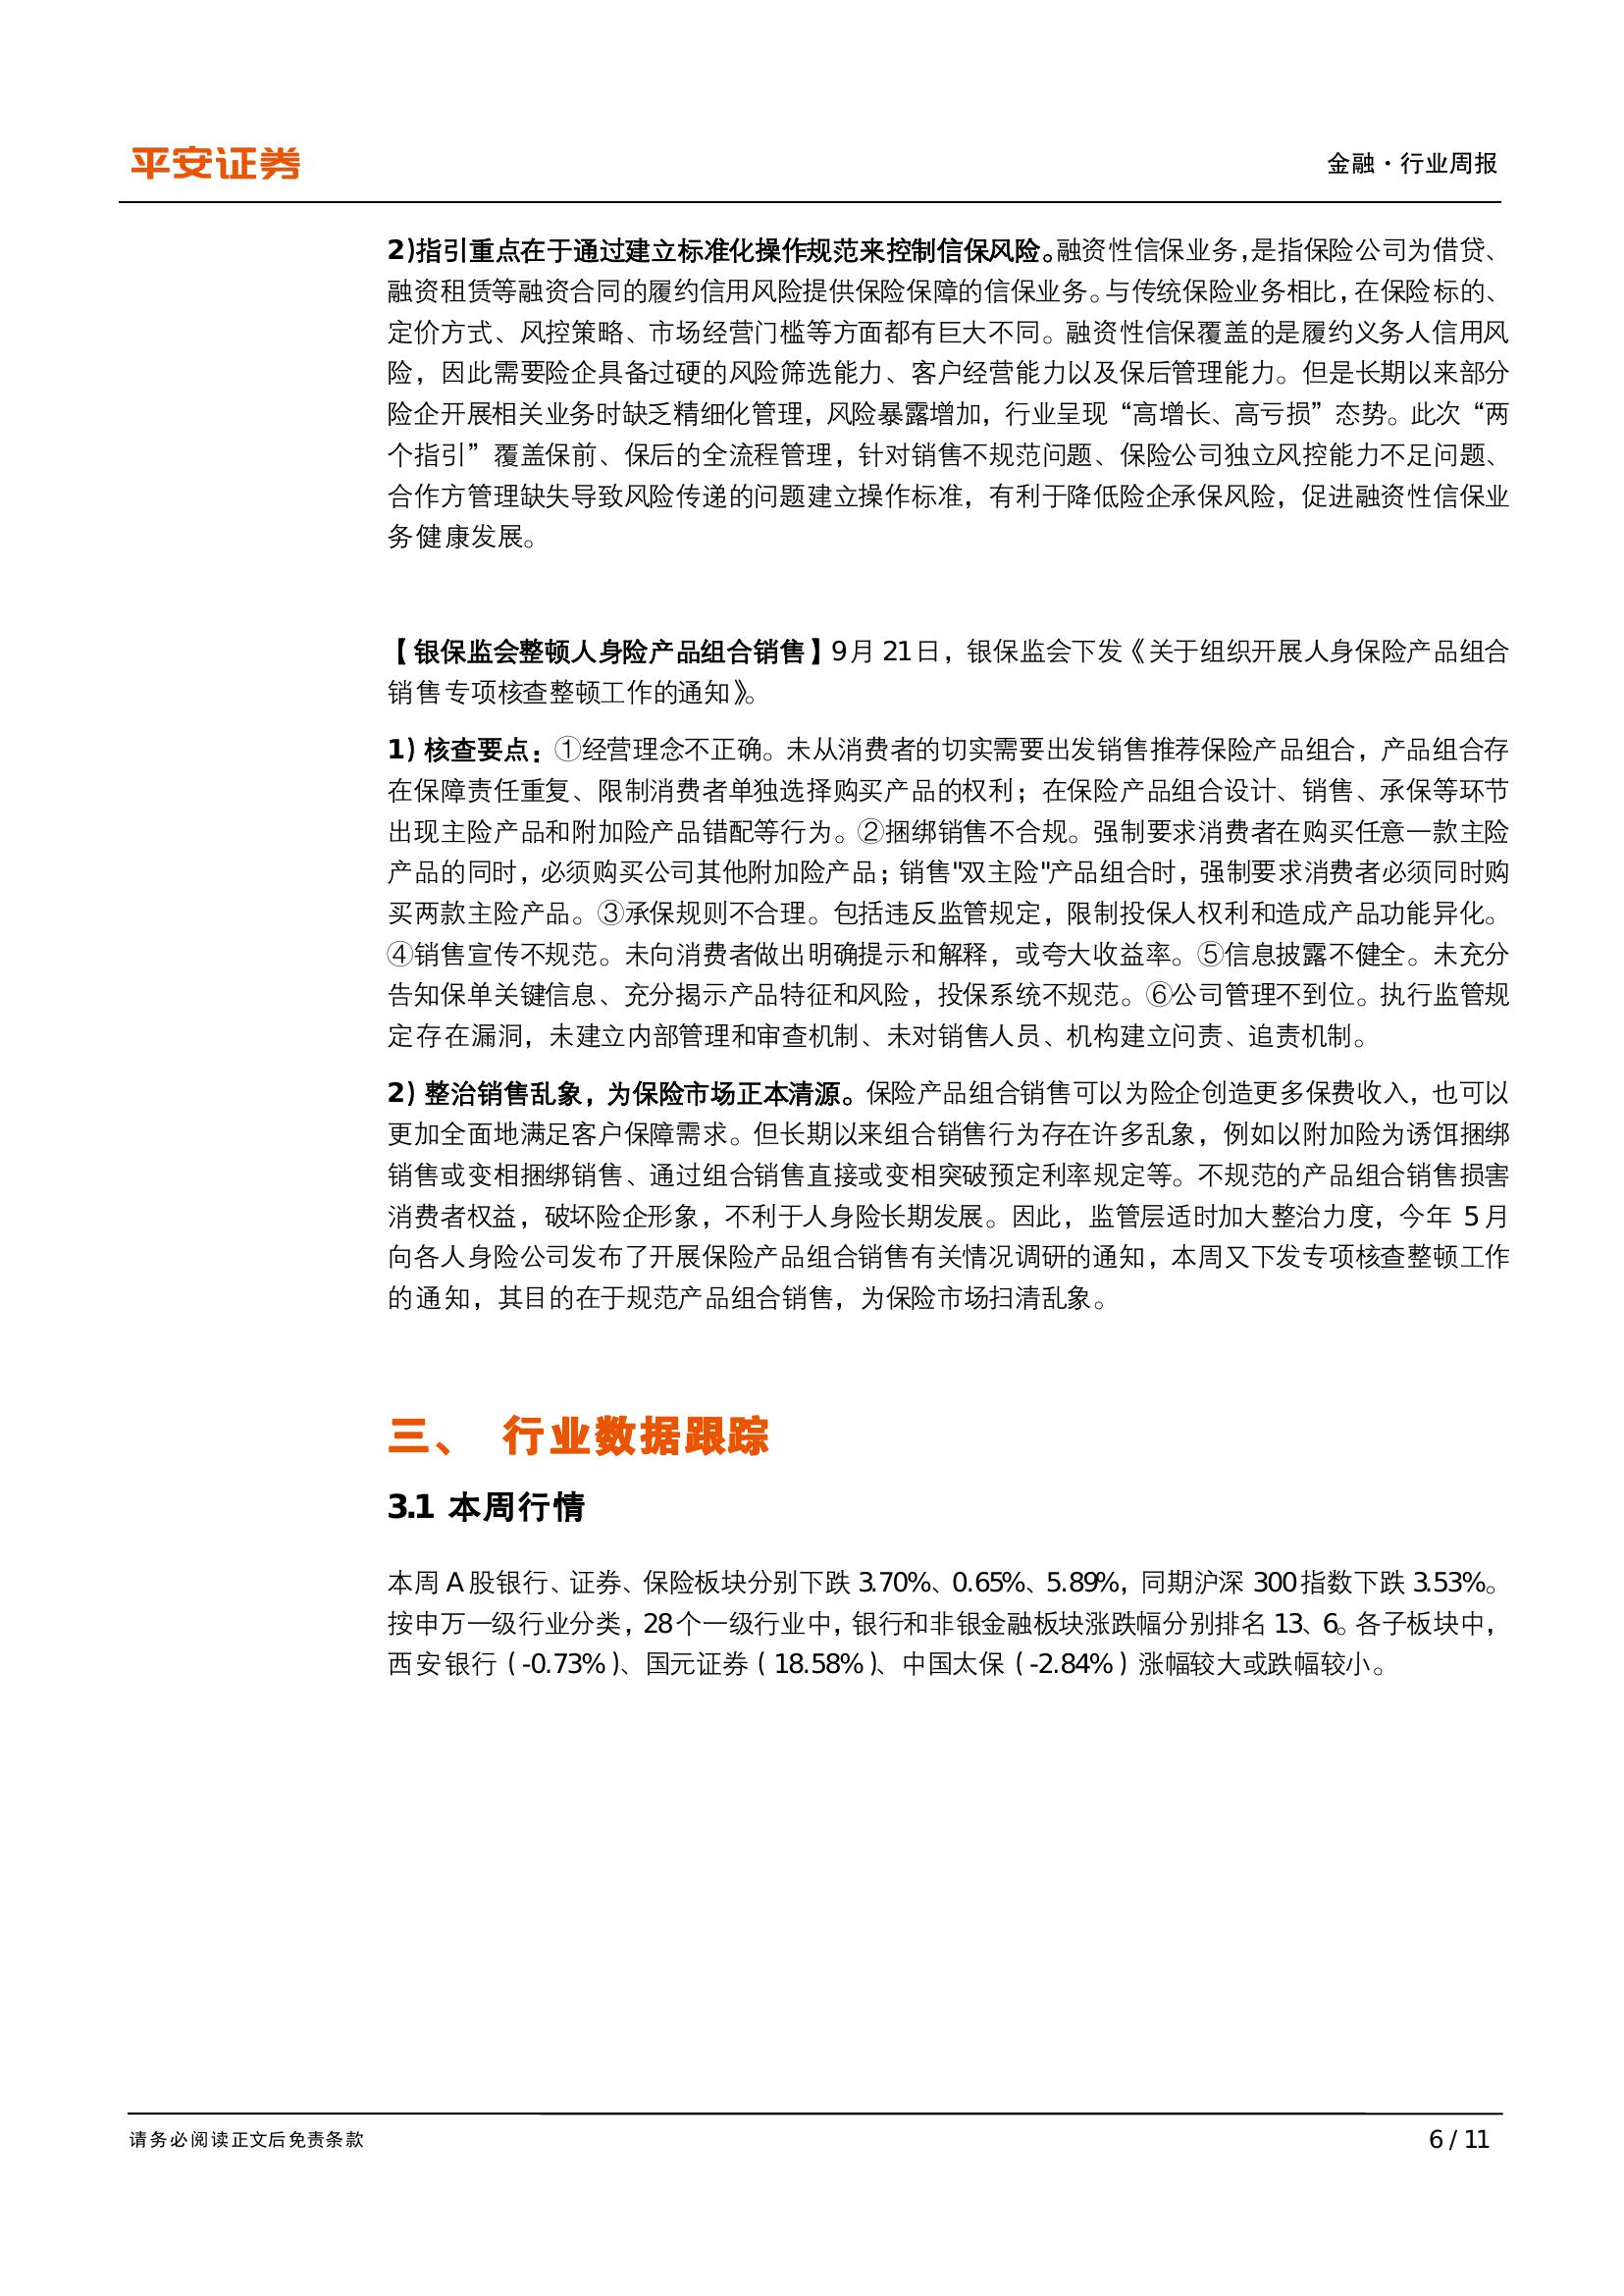 平安证券
金融·行业周报
2)指引重点在于通过建立标准化操作规范来控制信保风险。融资性信保业务,是指保险公司为借贷、
融资租赁等融资合同的履约信用风险提供保险保障的信保业务。与传统保险业务相比,在保险标的、
定价方式、风控策略、市场经营门槛等方面都有巨大不同。融资性信保覆盖的是履约义务人信用风
险，因此需要险企具备过硬的风险筛选能力、客户经营能力以及保后管理能力。但是长期以来部分
险企开展相关业务时缺乏精细化管理，风险暴露增加，行业呈现“高增长、高亏损”态势。此次“两
个指引”覆盖保前、保后的全流程管理，针对销售不规范问题、保险公司独立风控能力不足问题、
合作方管理缺失导致风险传递的问题建立操作标准，有利于降低险企承保风险，促进融资性信保业
务健康发展。
【银保监会整顿人身险产品组合销售】9月21日，银保监会下发《关于组织开展人身保险产品组合
销售专项核查整顿工作的通知》。
1) 核查要点：①经营理念不正确。未从消费者的切实需要出发销售推荐保险产品组合，产品组合存
在保障责任重复、限制消费者单独选择购买产品的权利；在保险产品组合设计、销售、承保等环节
出现主险产品和附加险产品错配等行为。②捆绑销售不合规。强制要求消费者在购买任意一款主险
产品的同时，必须购买公司其他附加险产品；销售"双主险"产品组合时，强制要求消费者必须同时购
买两款主险产品。③承保规则不合理。包括违反监管规定，限制投保人权利和造成产品功能异化。
④销售宣传不规范。未向消费者做出明确提示和解释，或夸大收益率。⑤信息披露不健全。未充分
告知保单关键信息、充分揭示产品特征和风险，投保系统不规范。⑥公司管理不到位。执行监管规
定存在漏洞，未建立内部管理和审查机制、未对销售人员、机构建立问责、追责机制。
2) 整治销售乱象，为保险市场正本清源。保险产品组合销售可以为险企创造更多保费收入，也可以
更加全面地满足客户保障需求。但长期以来组合销售行为存在许多乱象，例如以附加险为诱饵捆绑
销售或变相捆绑销售、通过组合销售直接或变相突破预定利率规定等。不规范的产品组合销售损害
消费者权益，破坏险企形象，不利于人身险长期发展。因此，监管层适时加大整治力度，今年 5月
向各人身险公司发布了开展保险产品组合销售有关情况调研的通知，本周又下发专项核查整顿工作
的通知，其目的在于规范产品组合销售，为保险市场扫清乱象。
三、 行业数据跟踪
3.1 本周行情
本周A股银行、证券、保险板块分别下跌 3.70%、0.65%、5.89%，同期沪深 300指数下跌 3.53%。
按申万一级行业分类，28个一级行业中，银行和非银金融板块涨跌幅分别排名 13、6。各子板块中，
西安银行（-0.73%）、国元证券（18.58%）、中国太保（-2.84%）涨幅较大或跌幅较小。
请务必阅读正文后免责条款
6 / 11